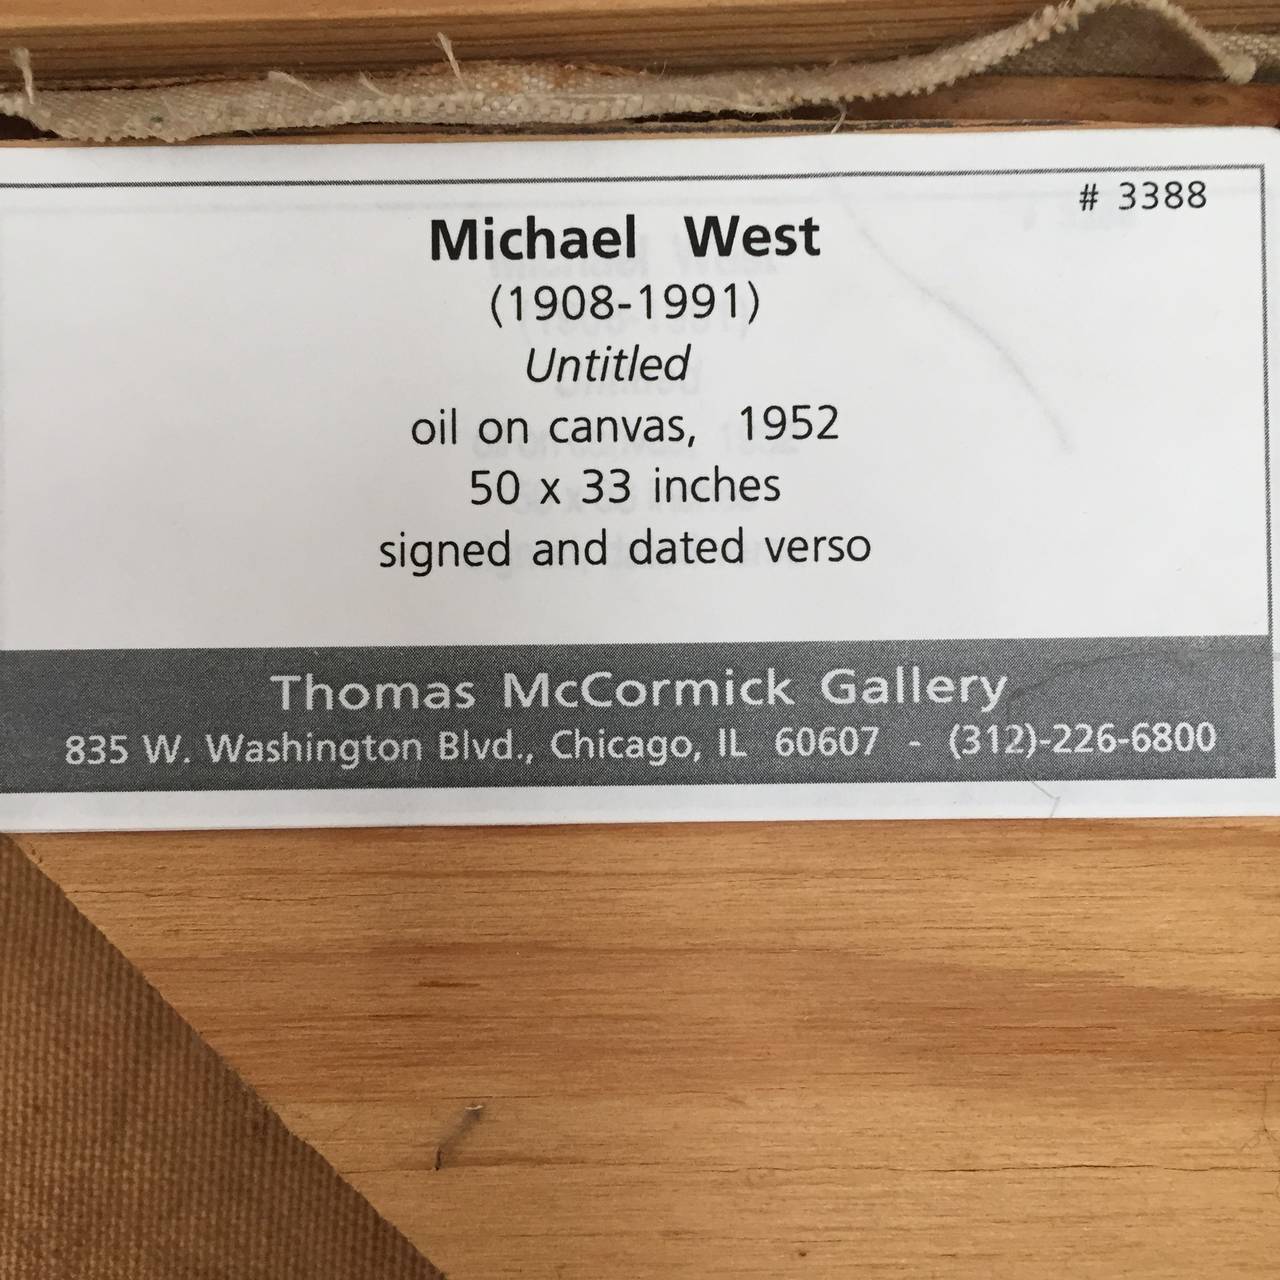 # 3388
Michael West
(1908-1991)
Untitled
oil on canvas, 1952
50 x 33 inches
signed and dated verso
Thomas McCormick Gallery
835 W. Washington Blvd., Chicago, IL 60607 - (312)-226-6800